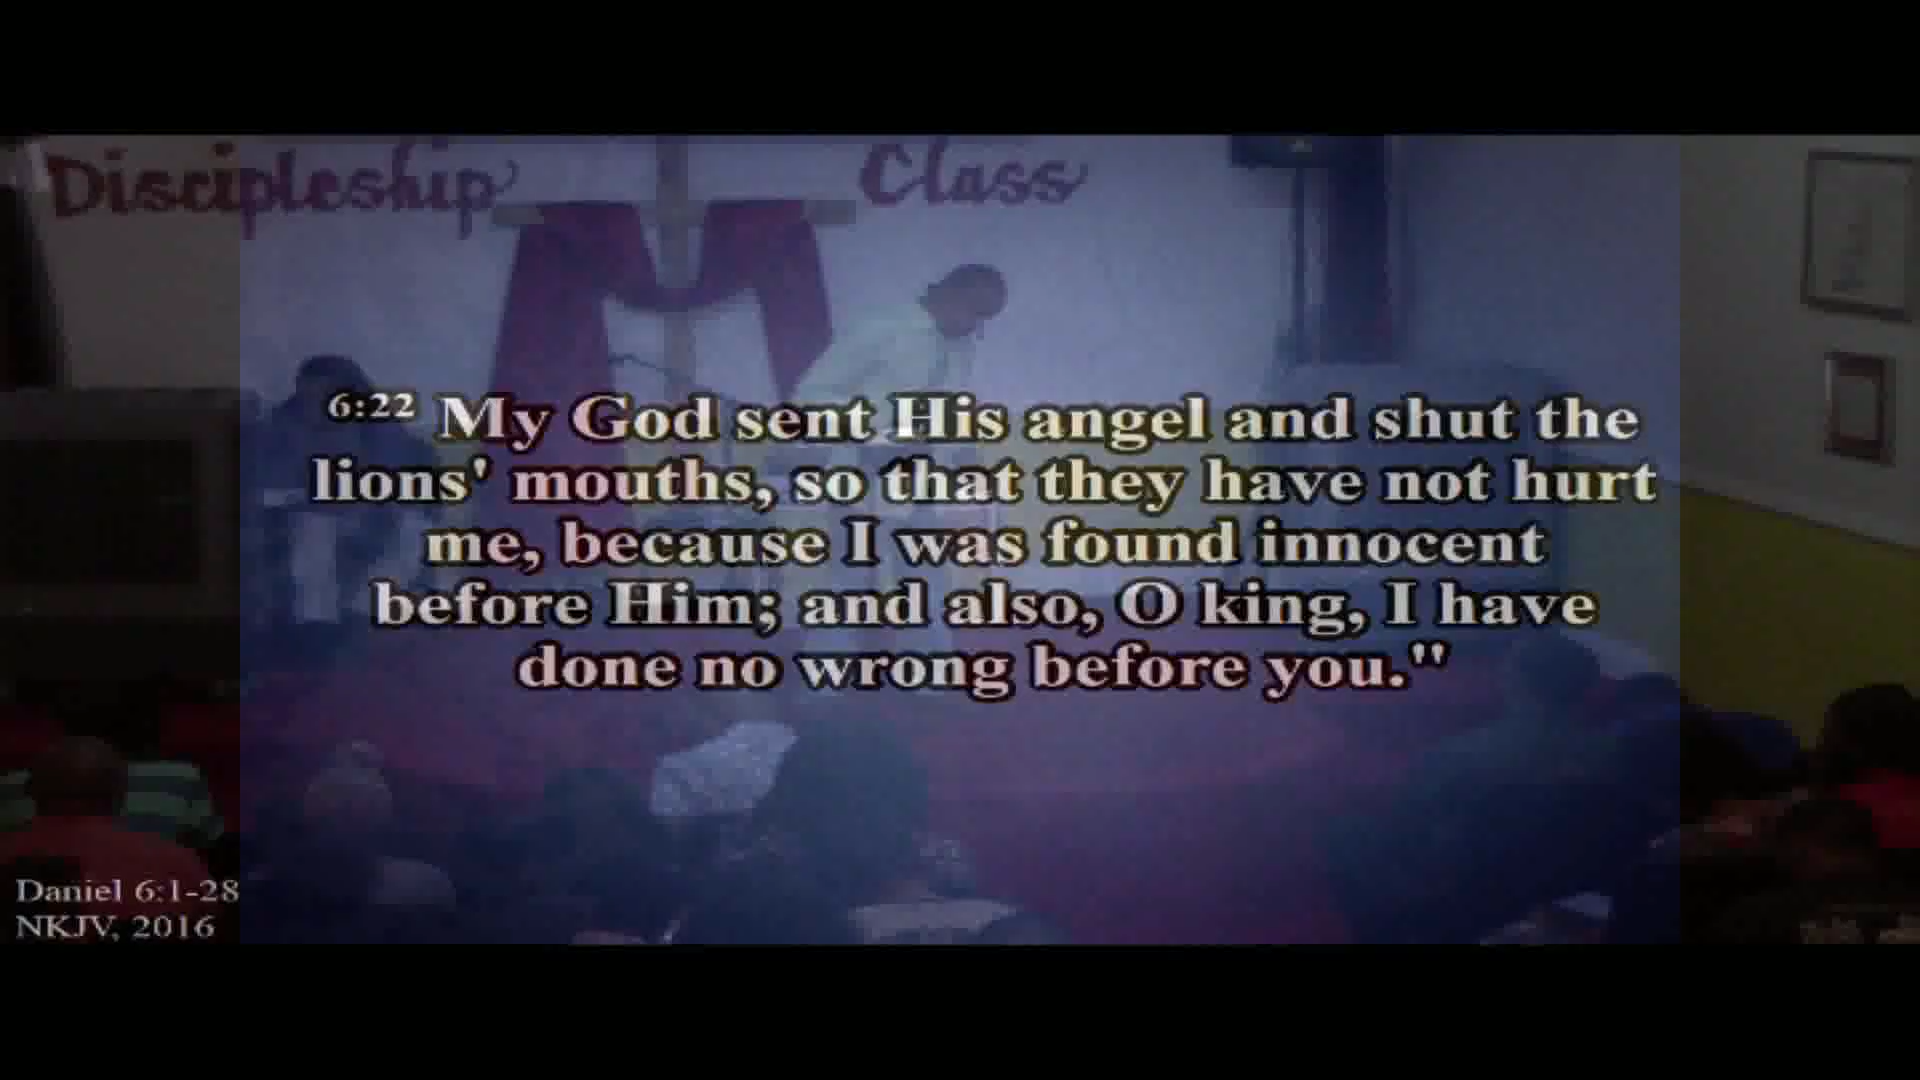 Discipleship Class
6:22 My God sent His angel and shut the
lions' mouths, so that they have not hurt
me, because I was found innocent
before Him; and also, O king, I have
done no wrong before you."
Daniel 6:1-28
NKJV, 2016